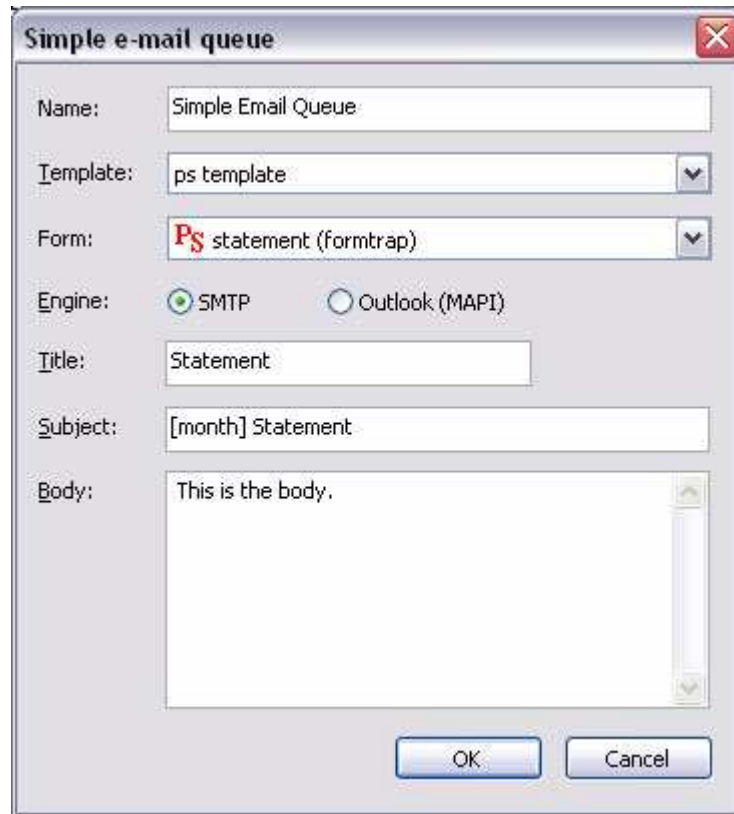 Simple e-mail queue
Name: Simple Email Queue
Template: ps template
Form: PS statement (formtrap)
Engine: SMTP Outlook (MAPI)
Title: Statement
Subject: [month] Statement
Body: This is the body.
OK Cancel